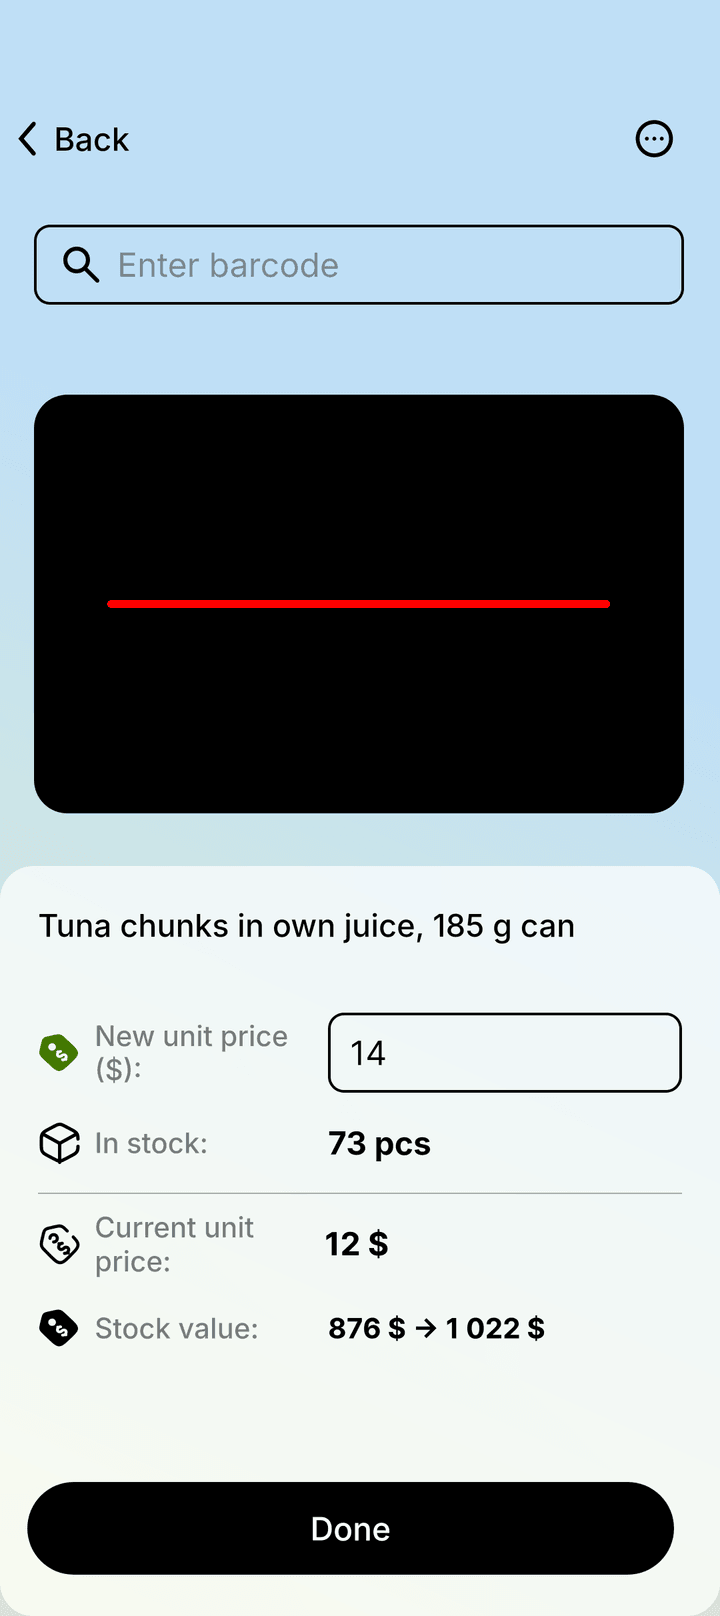 Back
Enter barcode
Tuna chunks in own juice, 185 g can
New unit price
($):
14
In stock:
73 pcs
Current unit
price:
12 $
Stock value:
876 $ → 1 022 $
Done